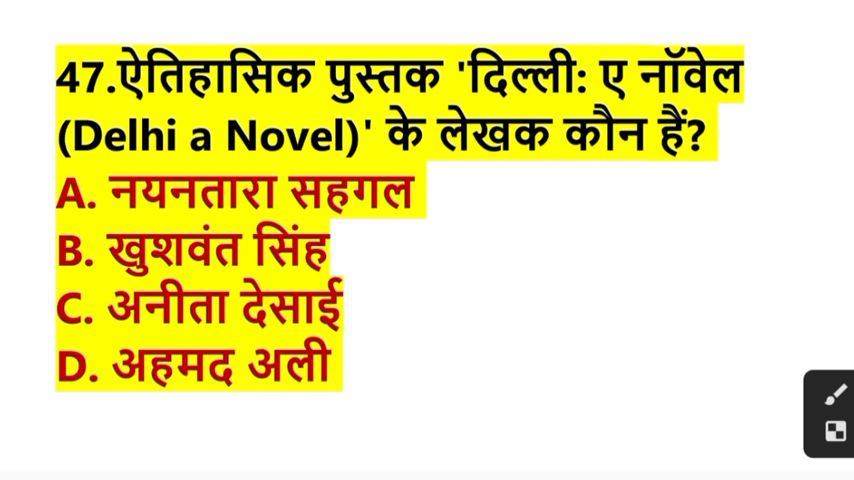 47.ऐतिहासिक पुस्तक 'दिल्ली: ए नॉवेल
(Delhi a Novel)' के लेखक कौन हैं?
A. नयनतारा सहगल
B. खुशवंत सिंह
C. अनीता देसाई
D. अहमद अली